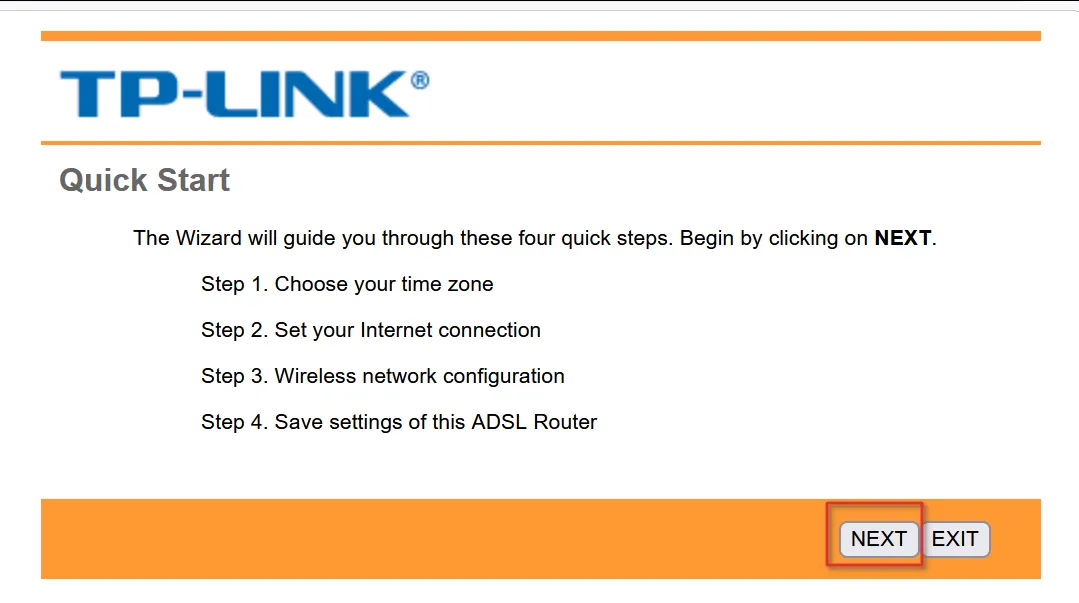 TP-LINK®
Quick Start
The Wizard will guide you through these four quick steps. Begin by clicking on NEXT.
Step 1. Choose your time zone
Step 2. Set your Internet connection
Step 3. Wireless network configuration
Step 4. Save settings of this ADSL Router
NEXT EXIT